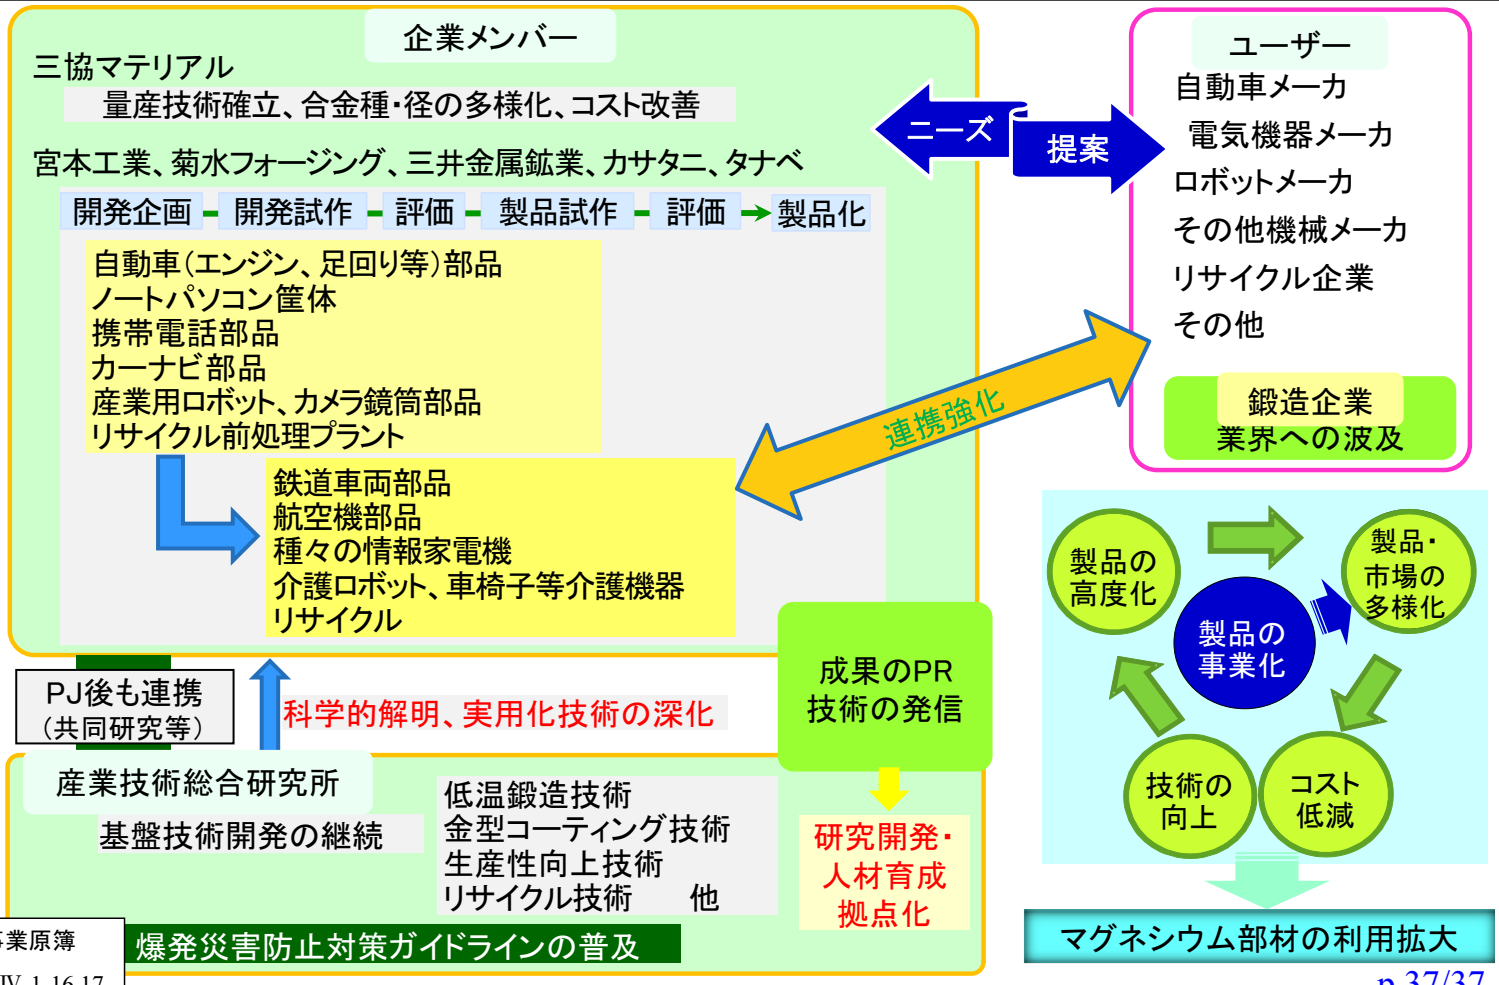 企業メンバー
三協マテリアル
量産技術確立、合金種・径の多様化、コスト改善
宮本工業、菊水フォージング、三井金属鉱業、カサタニ、タナベ
開発企画 開発試作 評価 製品試作 評価 製品化
自動車(エンジン、足回り等)部品
ノートパソコン筐体
携帯電話部品
カーナビ部品
産業用ロボット、カメラ鏡筒部品
リサイクル前処理プラント
鉄道車両部品
航空機部品
種々の情報家電機
介護ロボット、車椅子等介護機器
リサイクル
ニーズ
提案
ユーザー
自動車メーカ
電気機器メーカ
ロボットメーカ
その他機械メーカ
リサイクル企業
その他
鍛造企業
業界への波及
連携強化
PJ後も連携
(共同研究等)
科学的解明、実用化技術の深化
成果のPR
技術の発信
産業技術総合研究所
基盤技術開発の継続
低温鍛造技術
金型コーティング技術
生産性向上技術
リサイクル技術 他
研究開発・
人材育成
拠点化
爆発災害防止対策ガイドラインの普及
製品の
高度化
製品・
市場の
多様化
製品の
事業化
技術の
向上
コスト
低減
マグネシウム部材の利用拡大
事業原簿
Ⅳ-1-16,17
p.37/37